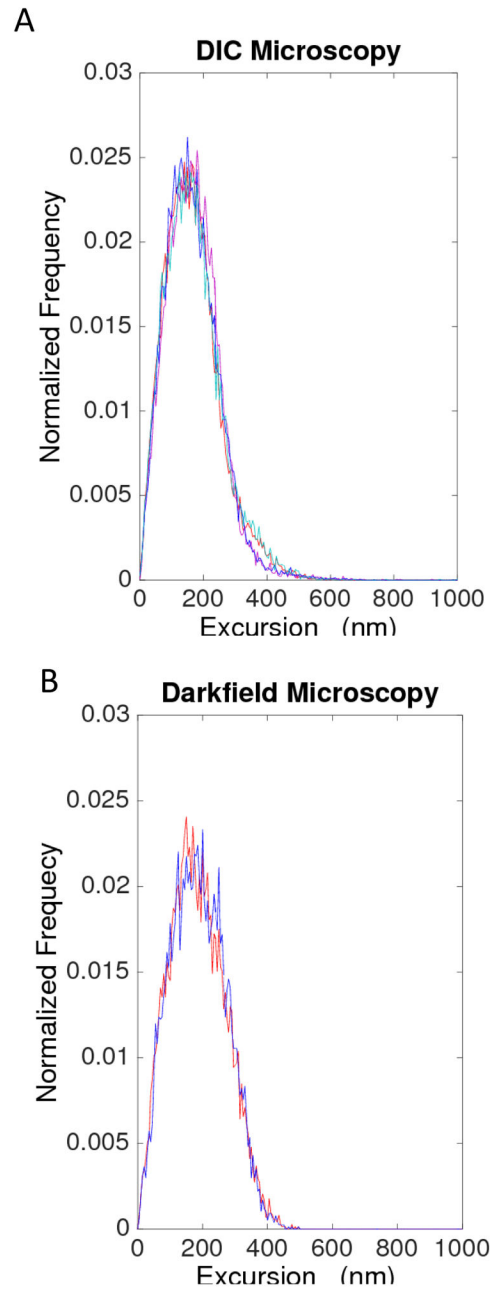 A
DIC Microscopy
0.03
0.025
0.02
0.015
0.01
0.005
0
Normalized Frequency
0 200 400 600 800 1000
Excursion (nm)
B
Darkfield Microscopy
0.03
0.025
0.02
0.015
0.01
0.005
0
Normalized Frequecy
0 200 400 600 800 1000
Excursion (nm)